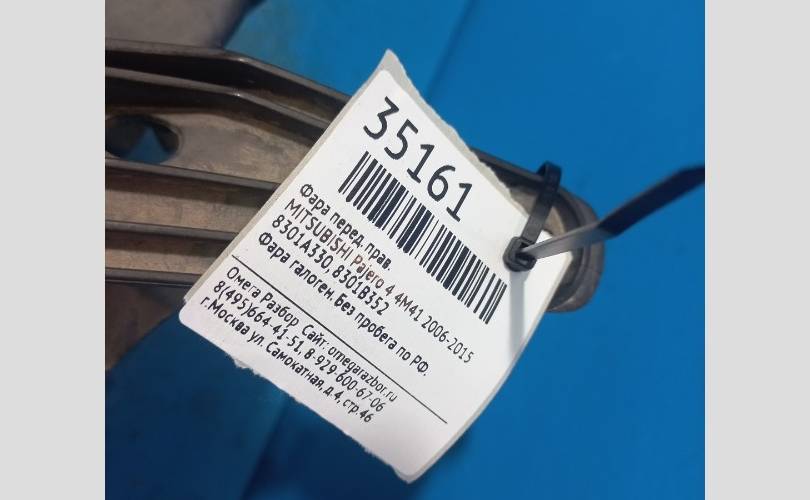 35161
Фара перед. прав.
MITSUBISHI Pajero 4 4M41 2006-2015
8301A330, 8301B352
Фара галоген. Без пробега по РФ.
Омега Разбор Сайт: omegarazbor.ru
8(495)664-41-51, 8-929-600-67-06
г.Москва ул. Самокатная, д.4, стр.46